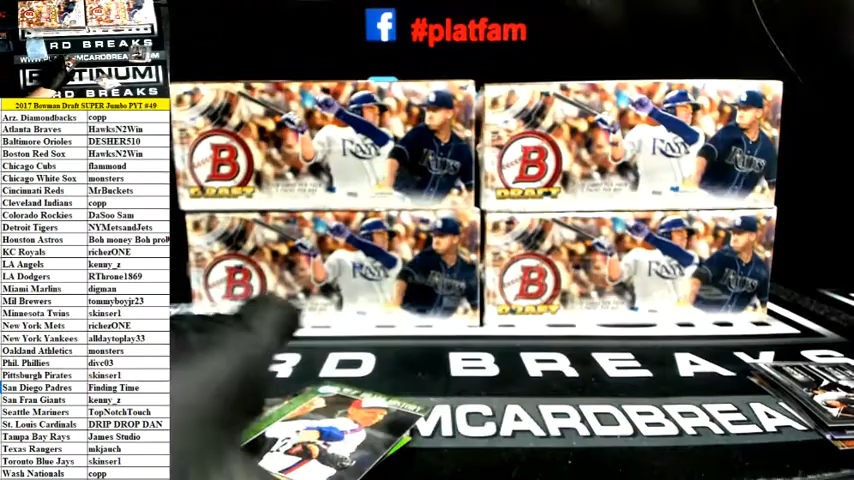 RD BREAKS
PLATINUM
RD BREAKS
2017 Bowman Draft SUPER Jumbo PYT #49
Arz. Diamondbacks copp
Atlanta Braves HawksN2Win
Baltimore Orioles DESHER510
Boston Red Sox HawksN2Win
Chicago Cubs flammond
Chicago White Sox monsters
Cincinnati Reds MrBuckets
Cleveland Indians copp
Colorado Rockies DaSoo Sam
Detroit Tigers NYMetsandJets
Houston Astros Boh money Boh prol
KC Royals richezONE
LA Angels kenny_z
LA Dodgers RThrone1869
Miami Marlins digman
Mil Brewers tommyboyjr23
Minnesota Twins skinser1
New York Mets richezONE
New York Yankees alldaytoplay33
Oakland Athletics monsters
Phil. Phillies divc03
Pittsburgh Pirates skinser1
San Diego Padres Finding Time
San Fran Giants kenny_z
Seattle Mariners TopNotchTouch
St. Louis Cardinals DRIP DROP DAN
Tampa Bay Rays James Studio
Texas Rangers mkjauch
Toronto Blue Jays skinser1
Wash Nationals copp
f #platfam
B DRAFT RAYS
B DRAFT RAYS
B RAYS
B DRAFT RAYS
RD BREAKS
MCARDBREA